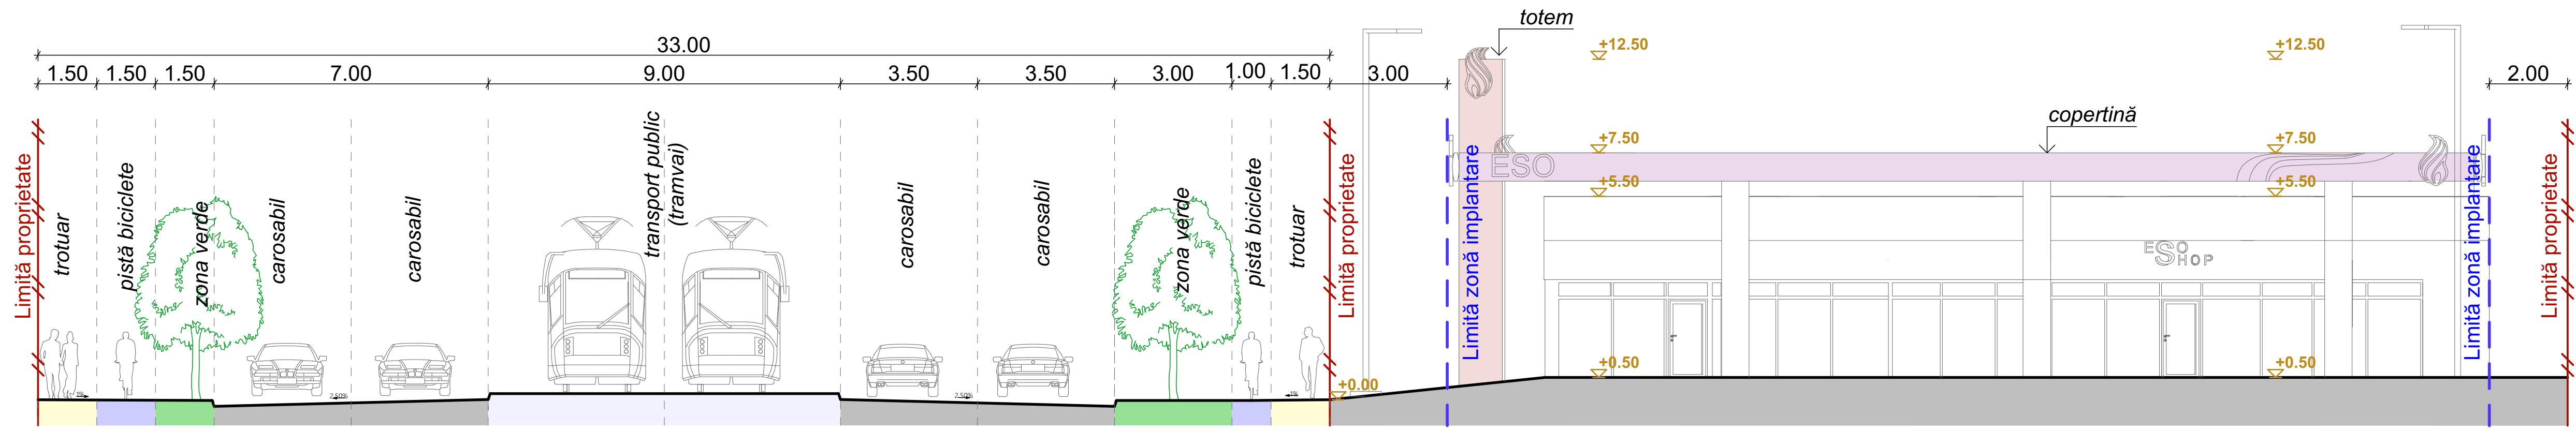 totem
33.00
+12.50
+12.50
1.50
1.50
1.50
7.00
9.00
3.50
3.50
3.00
1.00
1.50
3.00
2.00
copertină
+7.50
+7.50
ESO
+5.50
+5.50
Limită proprietate
trotuar
pistă biciclete
zona verde
carosabil
carosabil
transport public
(tramvai)
carosabil
carosabil
zona verde
pistă biciclete
trotuar
Limită proprietate
Limită zonă implantare
Limită zonă implantare
Limită proprietate
ESO
SHOP
+0.50
+0.50
+0.00
1%
2.50%
2.50%
1%